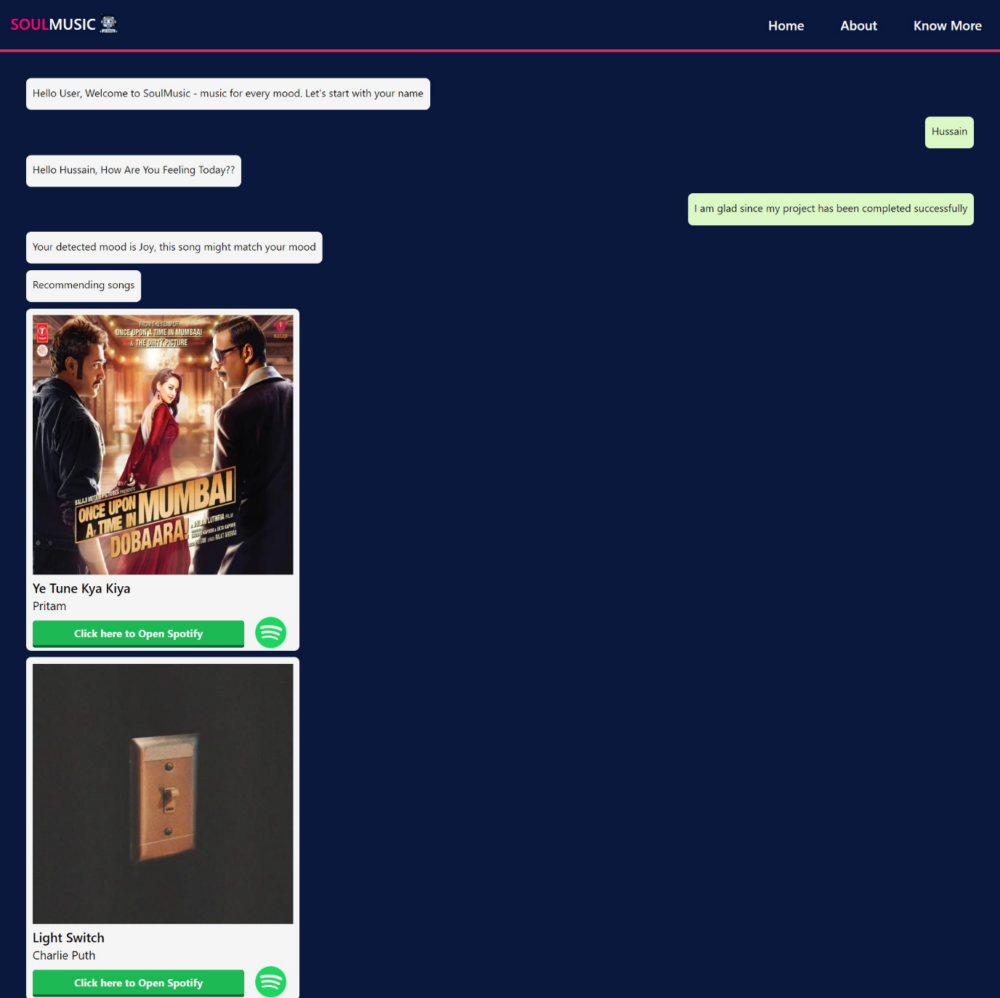 SOULMUSIC
Home About Know More
Hello User, Welcome to SoulMusic - music for every mood. Let's start with your name
Hussain
Hello Hussain, How Are You Feeling Today??
I am glad since my project has been completed successfully
Your detected mood is Joy, this song might match your mood
Recommending songs
FROM THE TEAM OF
ONCE UPON A TIME IN MUMBAAI
& THE DIRTY PICTURE
BALAJI MOTION PICTURES PRESENTS
ONCE UPON
A TIME IN MUMBAI
DOBAARA!
A MILAN LUTHRIA FILM
Ye Tune Kya Kiya
Pritam
Click here to Open Spotify
Light Switch
Charlie Puth
Click here to Open Spotify